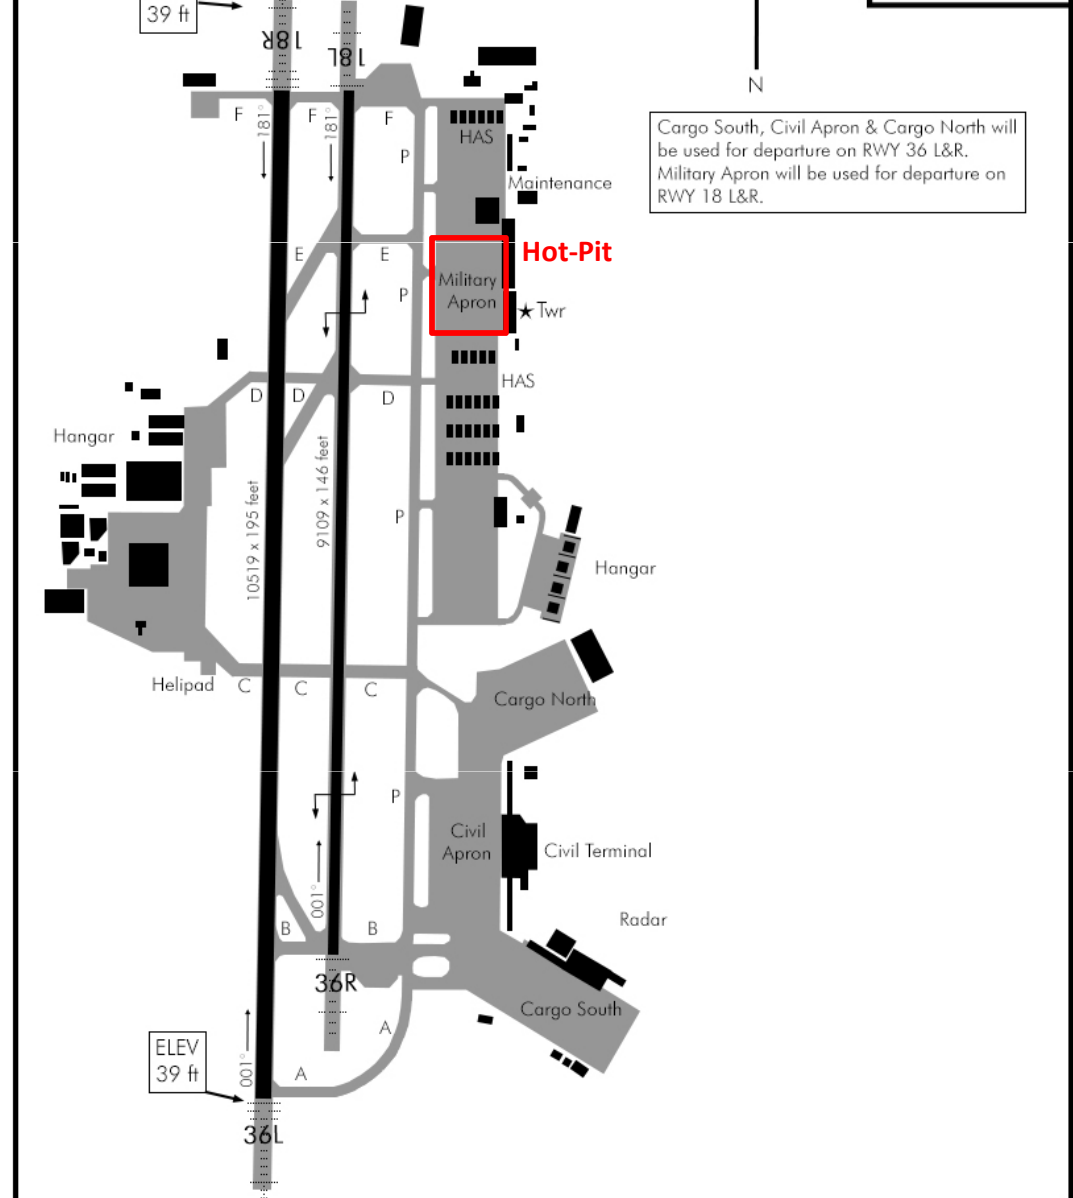 39 ft
18R
18L
N
F
181°
F
181°
F
HAS
P
Cargo South, Civil Apron & Cargo North will
be used for departure on RWY 36 L&R.
Military Apron will be used for departure on
RWY 18 L&R.
Maintenance
E
E
Hot-Pit
Military
Apron
P
Twr
HAS
D
D
D
Hangar
10519 x 195 feet
9109 x 146 feet
P
Hangar
Helipad
C
C
C
Cargo North
P
Civil
Apron
Civil Terminal
001°
B
B
Radar
36R
Cargo South
A
ELEV
39 ft
001°
A
36L